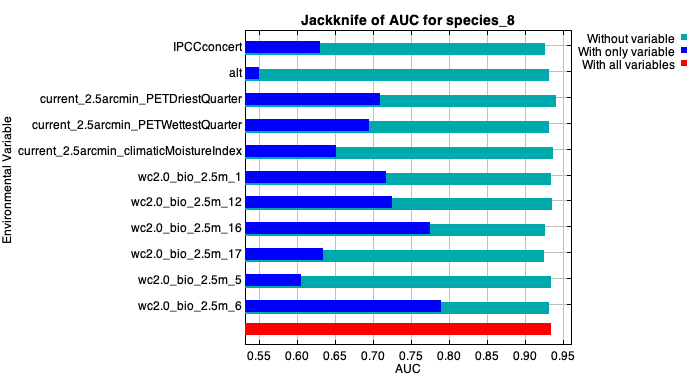 Jackknife of AUC for species_8
Without variable
With only variable
With all variables
Environmental Variable
IPCCconcert
alt
current_2.5arcmin_PETDriestQuarter
current_2.5arcmin_PETWettestQuarter
current_2.5arcmin_climaticMoistureIndex
wc2.0_bio_2.5m_1
wc2.0_bio_2.5m_12
wc2.0_bio_2.5m_16
wc2.0_bio_2.5m_17
wc2.0_bio_2.5m_5
wc2.0_bio_2.5m_6
0.55 0.60 0.65 0.70 0.75 0.80 0.85 0.90 0.95
AUC